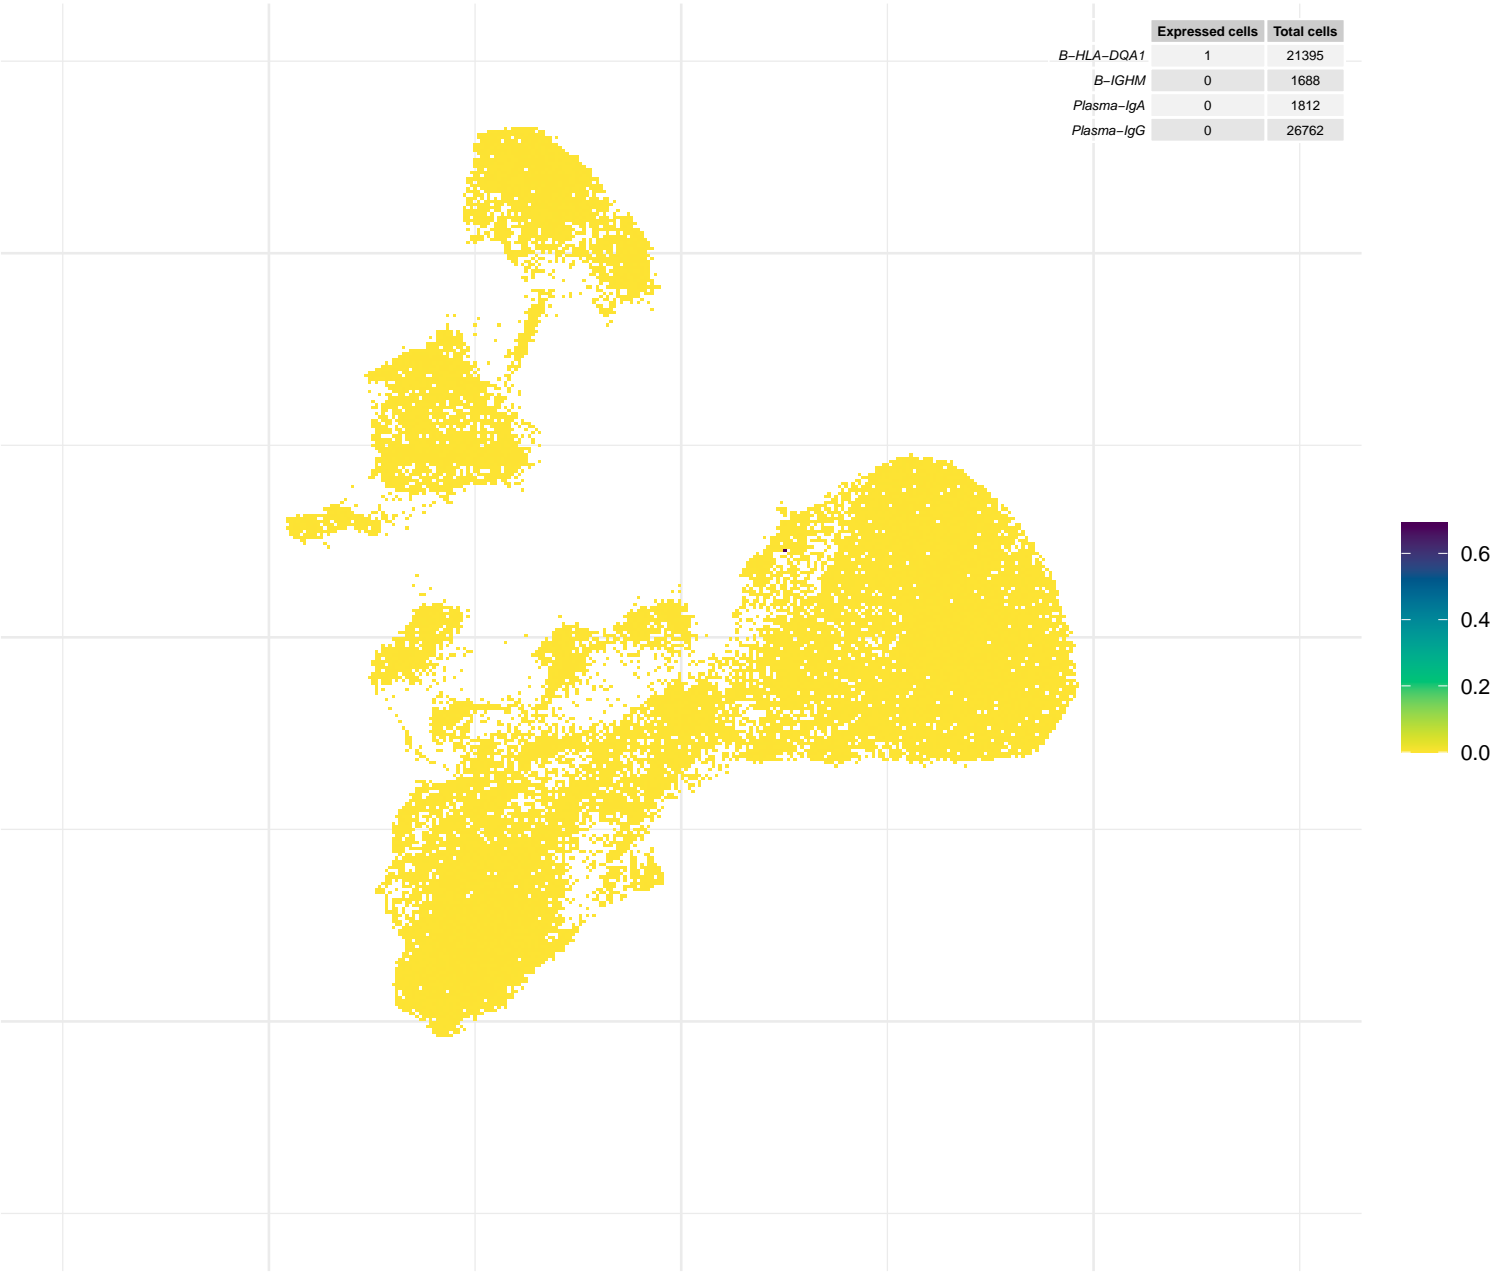 Expressed cells Total cells
B−HLA−DQA1 1 21395
B−IGHM 0 1688
Plasma−IgA 0 1812
Plasma−IgG 0 26762
0.6
0.4
0.2
0.0